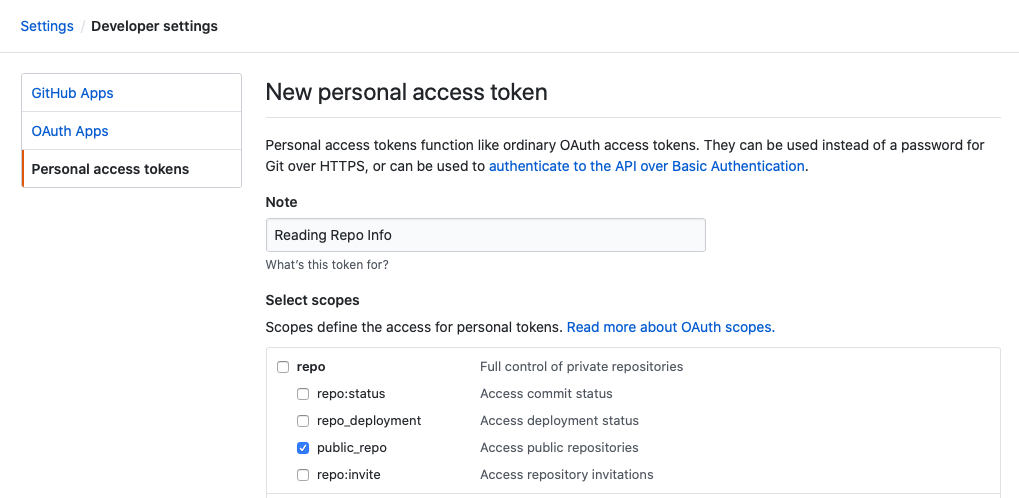 Settings / Developer settings
GitHub Apps
OAuth Apps
Personal access tokens
New personal access token
Personal access tokens function like ordinary OAuth access tokens. They can be used instead of a password for
Git over HTTPS, or can be used to authenticate to the API over Basic Authentication.
Note
Reading Repo Info
What's this token for?
Select scopes
Scopes define the access for personal tokens. Read more about OAuth scopes.
repo Full control of private repositories
repo:status Access commit status
repo_deployment Access deployment status
public_repo Access public repositories
repo:invite Access repository invitations